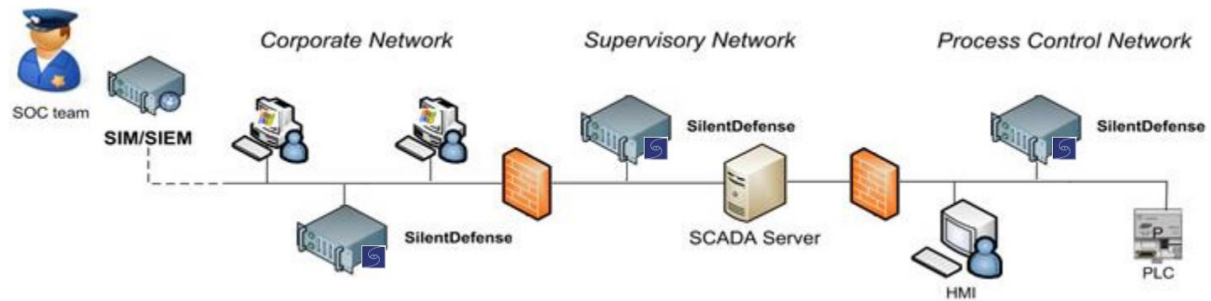 Corporate Network
Supervisory Network
Process Control Network
SOC team
SIM/SIEM
SilentDefense
SilentDefense
SilentDefense
SCADA Server
HMI
P
PLC